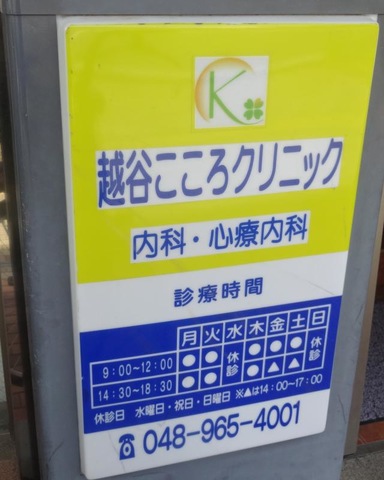 K
越谷こころクリニック
内科・心療内科
診療時間
月 火 水 木 金 土 日
9:00~12:00 ● ● 休診 ● ● ● 休診
14:30~18:30 ● ● ● ▲ ▲
休診日 水曜日・祝日・日曜日 ※▲は14:00~17:00
☎ 048-965-4001